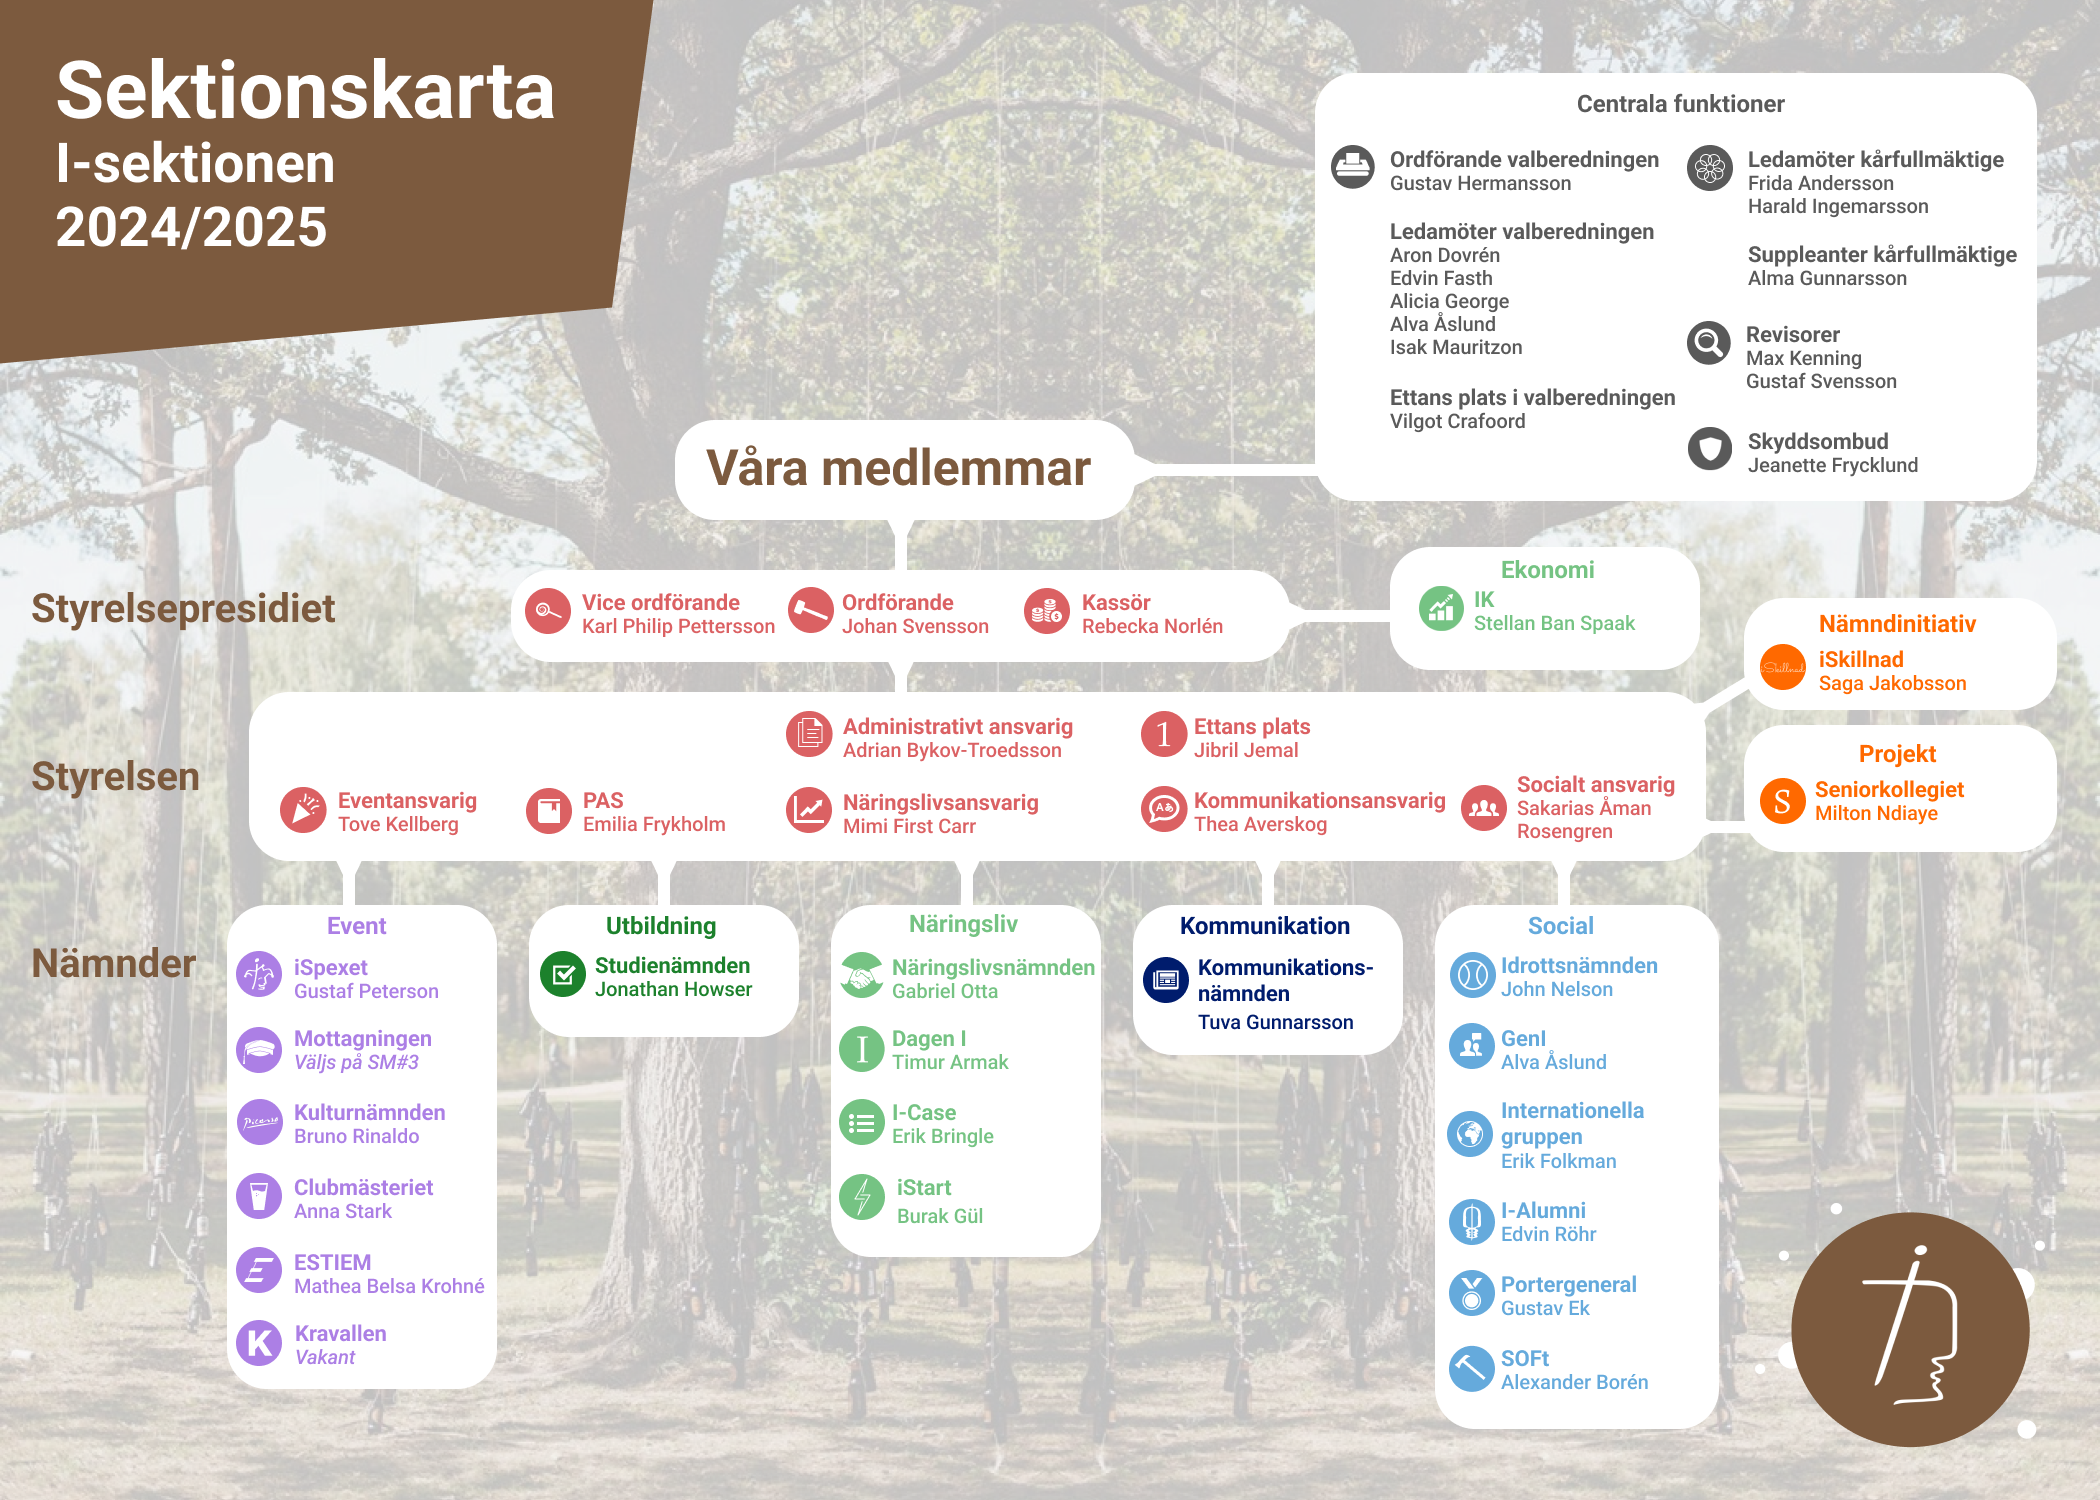 Sektionskarta
I-sektionen
2024/2025
Centrala funktioner
Ordförande valberedningen
Gustav Hermansson
Ledamöter valberedningen
Aron Dovrén
Edvin Fasth
Alicia George
Alva Åslund
Isak Mauritzon
Ettans plats i valberedningen
Vilgot Crafoord
Ledamöter kårfullmäktige
Frida Andersson
Harald Ingemarsson
Suppleanter kårfullmäktige
Alma Gunnarsson
Revisorer
Max Kenning
Gustaf Svensson
Skyddsombud
Jeanette Frycklund
Våra medlemmar
Styrelsepresidiet
Vice ordförande
Karl Philip Pettersson
Ordförande
Johan Svensson
Kassör
Rebecka Norlén
Ekonomi
IK
Stellan Ban Spaak
Nämndinitiativ
iSkillnad
iSkillnad
Saga Jakobsson
Projekt
S
Seniorkollegiet
Milton Ndiaye
Styrelsen
Administrativt ansvarig
Adrian Bykov-Troedsson
1
Ettans plats
Jibril Jemal
Eventansvarig
Tove Kellberg
PAS
Emilia Frykholm
Näringslivsansvarig
Mimi First Carr
Kommunikationsansvarig
Thea Averskog
Socialt ansvarig
Sakarias Åman
Rosengren
Nämnder
Event
iSpexet
Gustaf Peterson
Mottagningen
Väljs på SM#3
Picasso
Kulturnämnden
Bruno Rinaldo
Clubmästeriet
Anna Stark
E
ESTIEM
Mathea Belsa Krohné
K
Kravallen
Vakant
Utbildning
Studienämnden
Jonathan Howser
Näringsliv
Näringslivsnämnden
Gabriel Otta
I
Dagen I
Timur Armak
I-Case
Erik Bringle
iStart
Burak Gül
Kommunikation
Kommunikations-
nämnden
Tuva Gunnarsson
Social
Idrottsnämnden
John Nelson
GenI
Alva Åslund
Internationella
gruppen
Erik Folkman
I-Alumni
Edvin Röhr
Portergeneral
Gustav Ek
SOFt
Alexander Borén